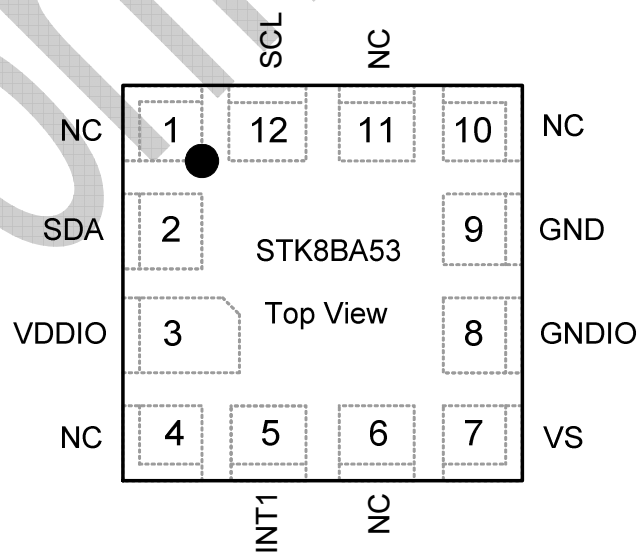 SCL
NC
NC
1
12
11
10
NC
SDA
2
STK8BA53
9
GND
Top View
VDDIO
3
8
GNDIO
NC
4
5
6
7
VS
INT1
NC